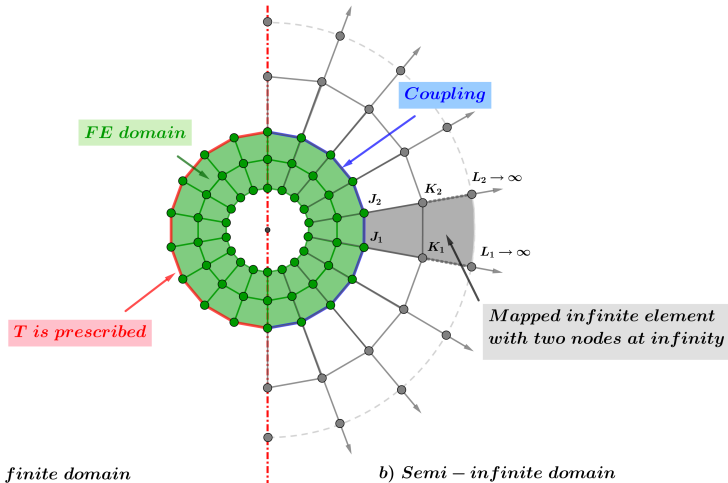 Coupling
FE domain
J₂
K₂
L₂ → ∞
J₁
K₁
L₁ → ∞
T is prescribed
Mapped infinite element
with two nodes at infinity
finite domain
b) Semi − infinite domain